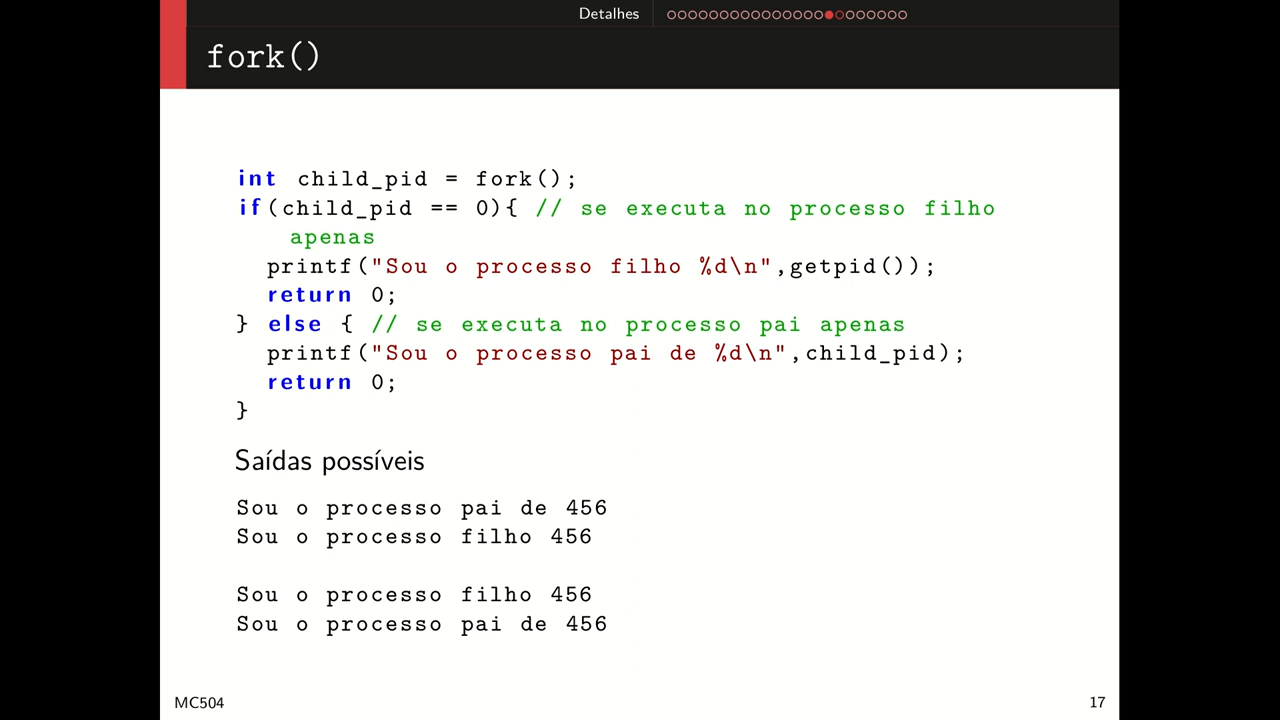 Detalhes
fork()
int child_pid = fork();
if(child_pid == 0){ // se executa no processo filho
apenas
printf("Sou o processo filho %d\n",getpid());
return 0;
} else { // se executa no processo pai apenas
printf("Sou o processo pai de %d\n",child_pid);
return 0;
}
Saídas possíveis
Sou o processo pai de 456
Sou o processo filho 456
Sou o processo filho 456
Sou o processo pai de 456
MC504
17